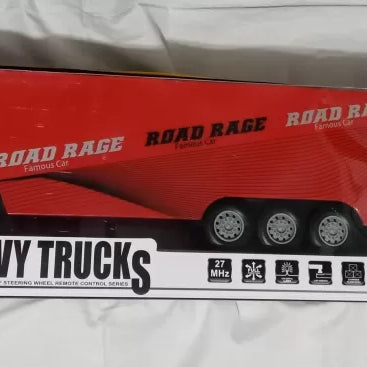 ROAD RAGE
Famous Car
ROAD RAGE
Famous Car
ROAD RAG
Famous Car
VY TRUCKS
STEERING WHEEL REMOTE CONTROL SERIES
27
MHz